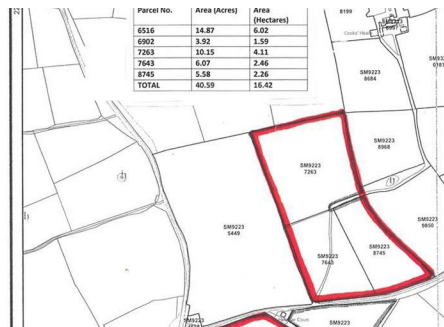 Parcel No. Area (Acres) Area (Hectares)
6516 14.87 6.02
6902 3.92 1.59
7263 10.15 4.11
7643 6.07 2.46
8745 5.58 2.26
TOTAL 40.59 16.42
8199
SM9223
8684
SM9223
8968
SM9223
7263
SM9223
5449
SM9223
9850
SM9223
7643
SM9223
8745
SM9223
SM9223